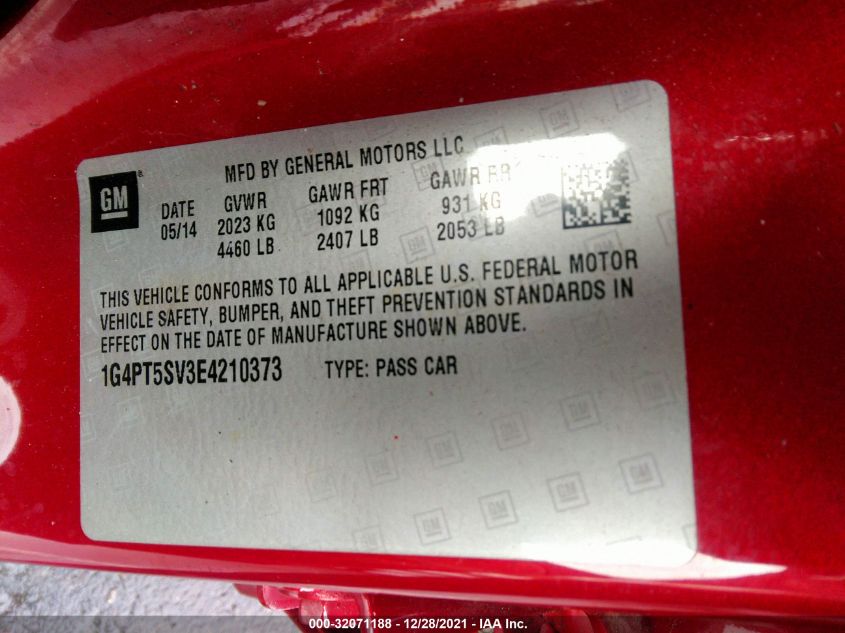 GM
MFD BY GENERAL MOTORS LLC
DATE GVWR GAWR FRT GAWR RR
05/14 2023 KG 1092 KG 931 KG
4460 LB 2407 LB 2053 LB
THIS VEHICLE CONFORMS TO ALL APPLICABLE U.S. FEDERAL MOTOR
VEHICLE SAFETY, BUMPER, AND THEFT PREVENTION STANDARDS IN
EFFECT ON THE DATE OF MANUFACTURE SHOWN ABOVE.
1G4PT5SV3E4210373 TYPE: PASS CAR
000-32071188 - 12/28/2021 - IAA Inc.